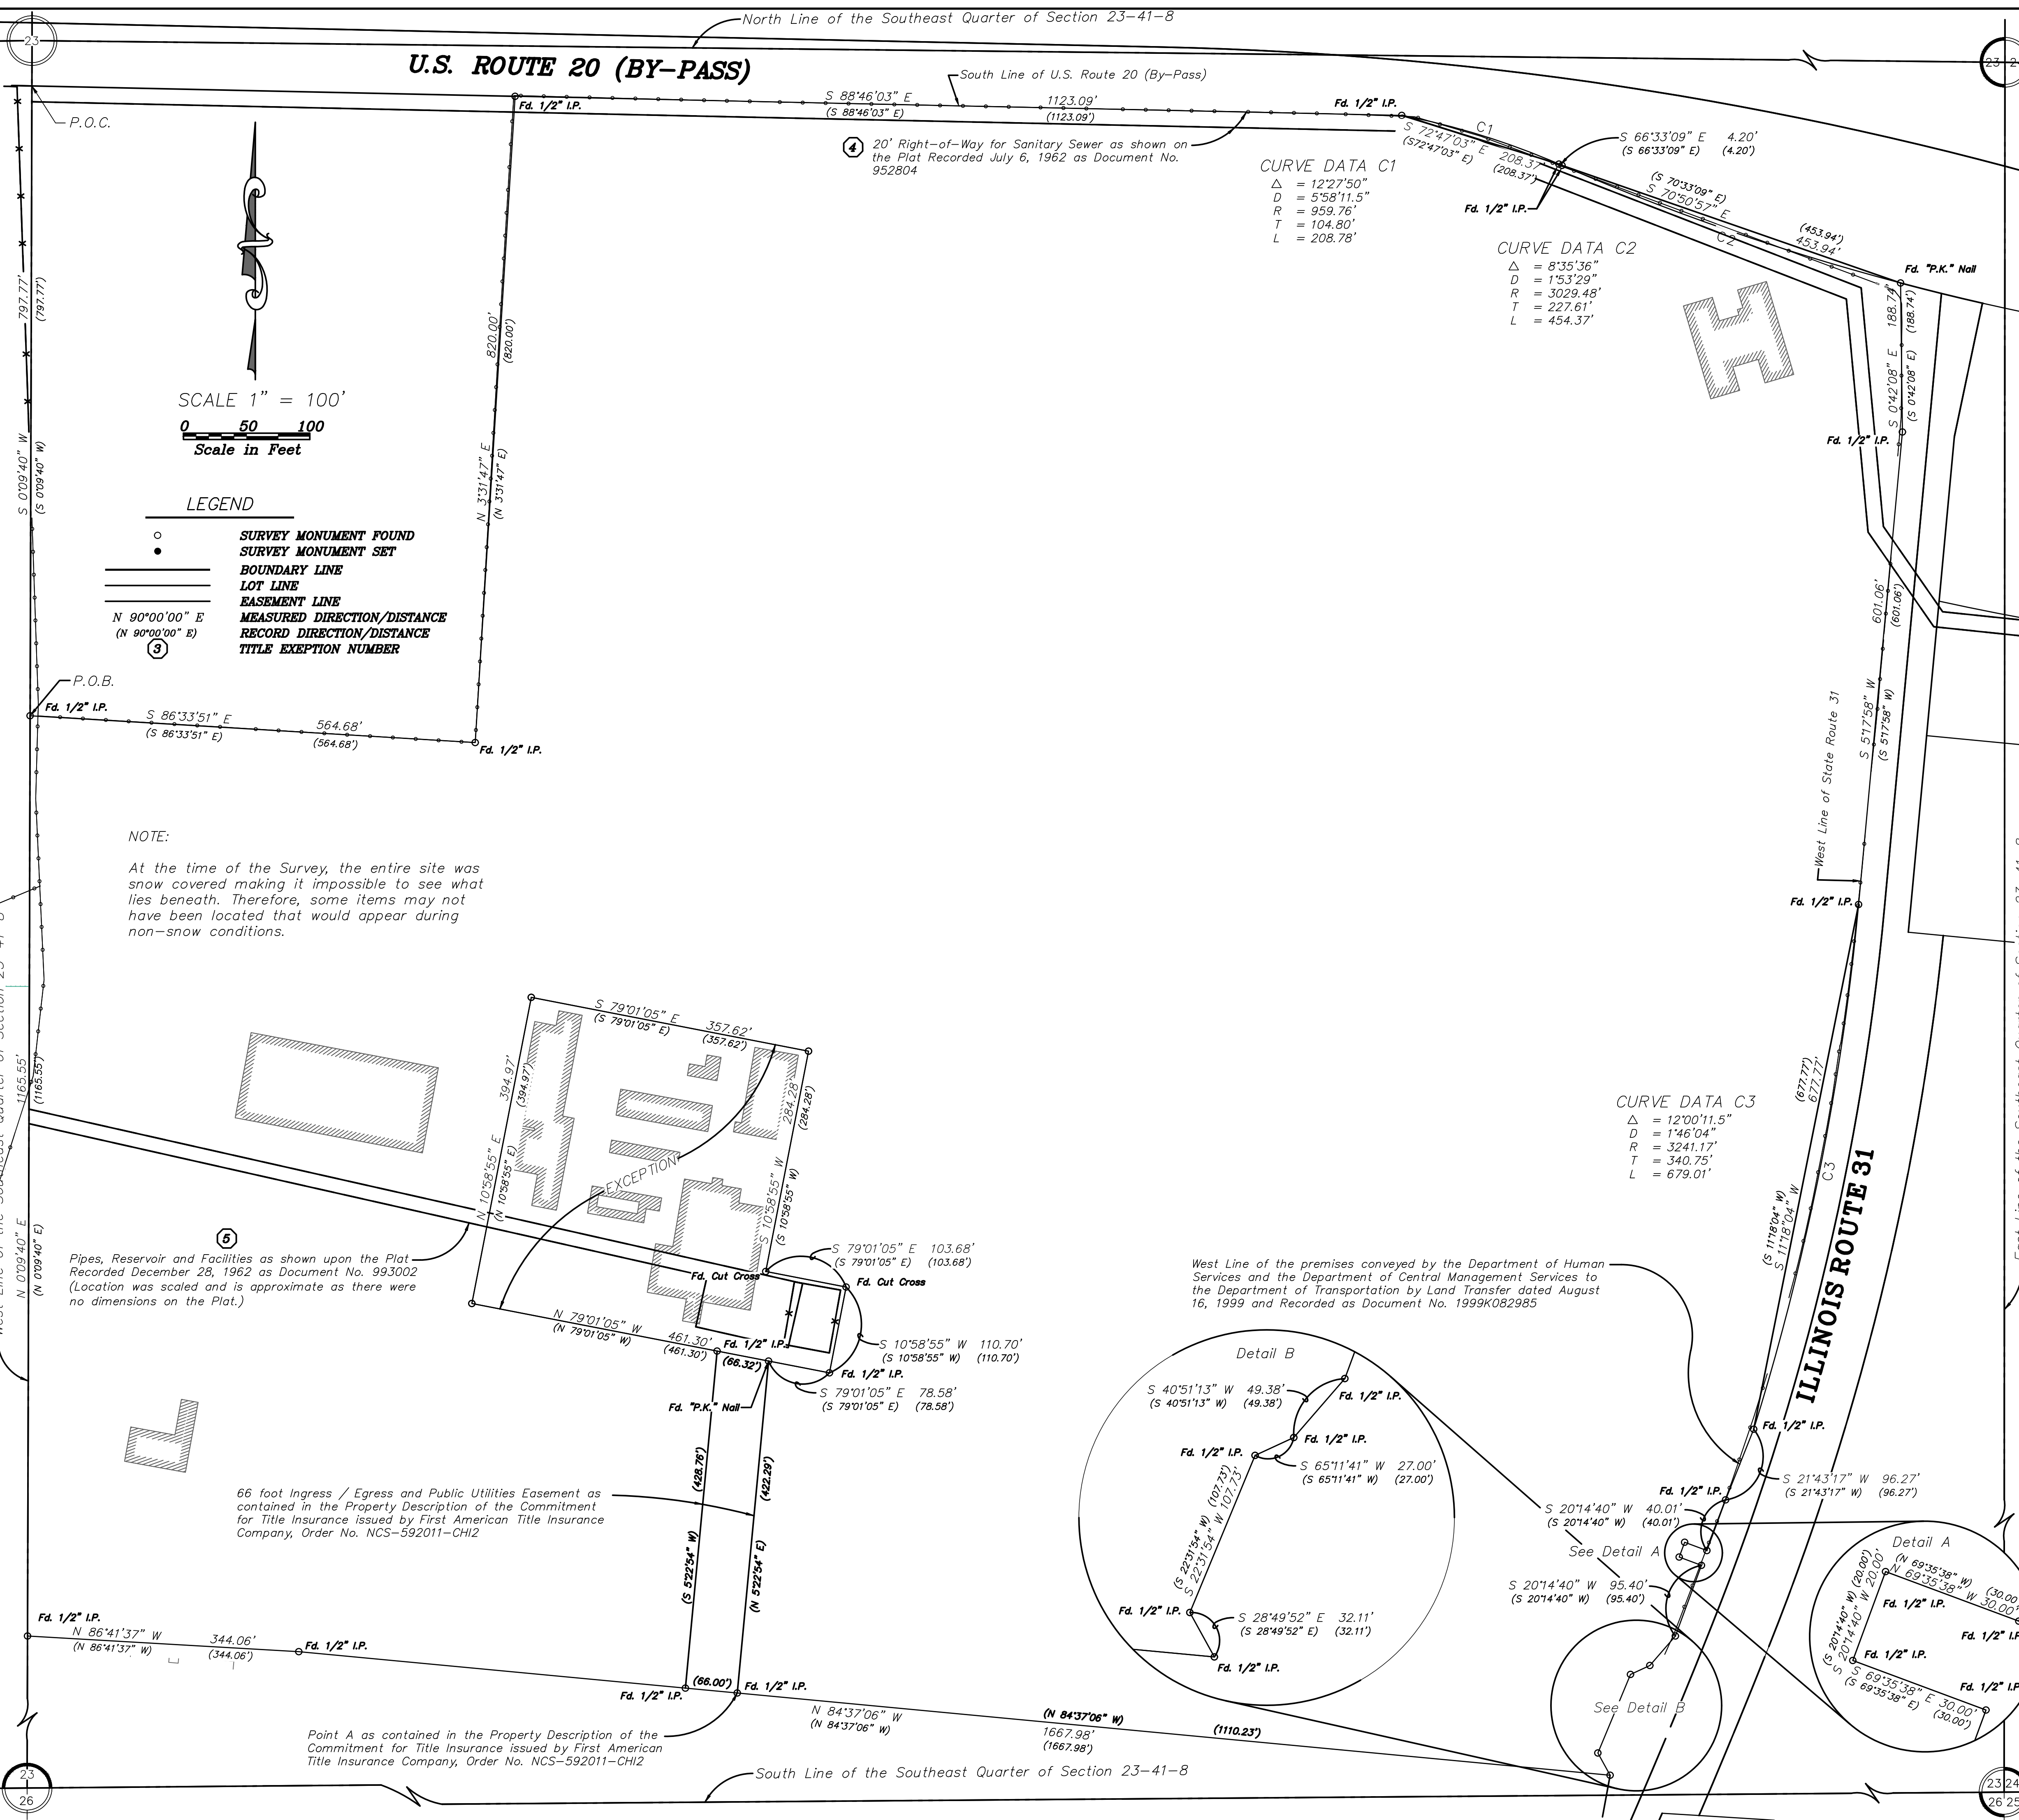 North Line of the Southeast Quarter of Section 23-41-8
23
23 2
U.S. ROUTE 20 (BY-PASS)
South Line of U.S. Route 20 (By-Pass)
P.O.C.
Fd. 1/2" I.P.
S 88°46'03" E 1123.09'
(S 88°46'03" E) (1123.09')
Fd. 1/2" I.P.
4
20' Right-of-Way for Sanitary Sewer as shown on
the Plat Recorded July 6, 1962 as Document No.
952804
C1
S 72°47'03" E 208.37'
(S72°47'03" E) (208.37')
S 66°33'09" E 4.20'
(S 66°33'09" E) (4.20')
Fd. 1/2" I.P.
CURVE DATA C1
Δ = 12°27'50"
D = 5°58'11.5"
R = 959.76'
T = 104.80'
L = 208.78'
(S 70°33'09" E)
S 70°50'57" E
(453.94')
453.94'
C2
CURVE DATA C2
Δ = 8°35'36"
D = 1°53'29"
R = 3029.48'
T = 227.61'
L = 454.37'
Fd. "P.K." Nail
S 0°42'08" E 188.74'
(S 0°42'08" E) (188.74')
Fd. 1/2" I.P.
S 0°09'40" W 797.77'
(S 0°09'40" W) (797.77')
SCALE 1" = 100'
0 50 100
Scale in Feet
N 3°31'47" E 820.00'
(N 3°31'47" E) (820.00')
LEGEND
SURVEY MONUMENT FOUND
SURVEY MONUMENT SET
BOUNDARY LINE
LOT LINE
EASEMENT LINE
N 90°00'00" E MEASURED DIRECTION/DISTANCE
(N 90°00'00" E) RECORD DIRECTION/DISTANCE
3 TITLE EXEPTION NUMBER
P.O.B.
Fd. 1/2" I.P.
S 86°33'51" E 564.68'
(S 86°33'51" E) (564.68')
Fd. 1/2" I.P.
S 5°17'58" W 601.06'
(S 5°17'58" W) (601.06')
West Line of State Route 31
Fd. 1/2" I.P.
NOTE:
At the time of the Survey, the entire site was
snow covered making it impossible to see what
lies beneath. Therefore, some items may not
have been located that would appear during
non-snow conditions.
N 0°09'40" E 1165.55'
(N 0°09'40" E) (1165.55')
S 79°01'05" E 357.62'
(S 79°01'05" E) (357.62')
N 10°58'55" E 394.97'
(N 10°58'55" E) (394.97')
S 10°58'55" W 284.28'
(S 10°58'55" W) (284.28')
EXCEPTION
5
Pipes, Reservoir and Facilities as shown upon the Plat
Recorded December 28, 1962 as Document No. 993002
(Location was scaled and is approximate as there were
no dimensions on the Plat.)
S 79°01'05" E 103.68'
(S 79°01'05" E) (103.68')
Fd. Cut Cross
Fd. Cut Cross
N 79°01'05" W 461.30'
(N 79°01'05" W) (461.30')
Fd. 1/2" I.P.
(66.32')
S 10°58'55" W 110.70'
(S 10°58'55" W) (110.70')
Fd. 1/2" I.P.
S 79°01'05" E 78.58'
(S 79°01'05" E) (78.58')
Fd. "P.K." Nail
(S 5°22'54" W) (428.76')
(N 5°22'54" E) (422.29')
66 foot Ingress / Egress and Public Utilities Easement as
contained in the Property Description of the Commitment
for Title Insurance issued by First American Title Insurance
Company, Order No. NCS-592011-CHI2
CURVE DATA C3
Δ = 12°00'11.5"
D = 1°46'04"
R = 3241.17'
T = 340.75'
L = 679.01'
(677.77')
677.77'
(S 11°18'04" W)
S 11°18'04" W
C3
ILLINOIS ROUTE 31
West Line of the premises conveyed by the Department of Human
Services and the Department of Central Management Services to
the Department of Transportation by Land Transfer dated August
16, 1999 and Recorded as Document No. 1999K082985
Fd. 1/2" I.P.
S 21°43'17" W 96.27'
(S 21°43'17" W) (96.27')
Fd. 1/2" I.P.
S 20°14'40" W 40.01'
(S 20°14'40" W) (40.01')
See Detail A
S 20°14'40" W 95.40'
(S 20°14'40" W) (95.40')
See Detail B
Detail B
S 40°51'13" W 49.38'
(S 40°51'13" W) (49.38')
Fd. 1/2" I.P.
Fd. 1/2" I.P.
Fd. 1/2" I.P.
S 65°11'41" W 27.00'
(S 65°11'41" W) (27.00')
(S 22°31'54" W) (107.73')
S 22°31'54" W 107.73'
Fd. 1/2" I.P.
S 28°49'52" E 32.11'
(S 28°49'52" E) (32.11')
Fd. 1/2" I.P.
Detail A
(N 69°35'38" W) (30.00'
N 69°35'38" W 30.00'
(S 20°14'40" W) (20.00')
S 20°14'40" W 20.00'
Fd. 1/2" I.P.
Fd. 1/2" I.P
Fd. 1/2" I.P.
Fd. 1/2" I.P
S 69°35'38" E 30.00'
(S 69°35'38" E) (30.00')
Fd. 1/2" I.P.
N 86°41'37" W 344.06'
(N 86°41'37" W) (344.06')
Fd. 1/2" I.P.
Fd. 1/2" I.P.
(66.00')
Fd. 1/2" I.P.
N 84°37'06" W
(N 84°37'06" W)
(N 84°37'06" W) (1110.23')
1667.98'
(1667.98')
Point A as contained in the Property Description of the
Commitment for Title Insurance issued by First American
Title Insurance Company, Order No. NCS-592011-CHI2
South Line of the Southeast Quarter of Section 23-41-8
23
26
23 24
26 25